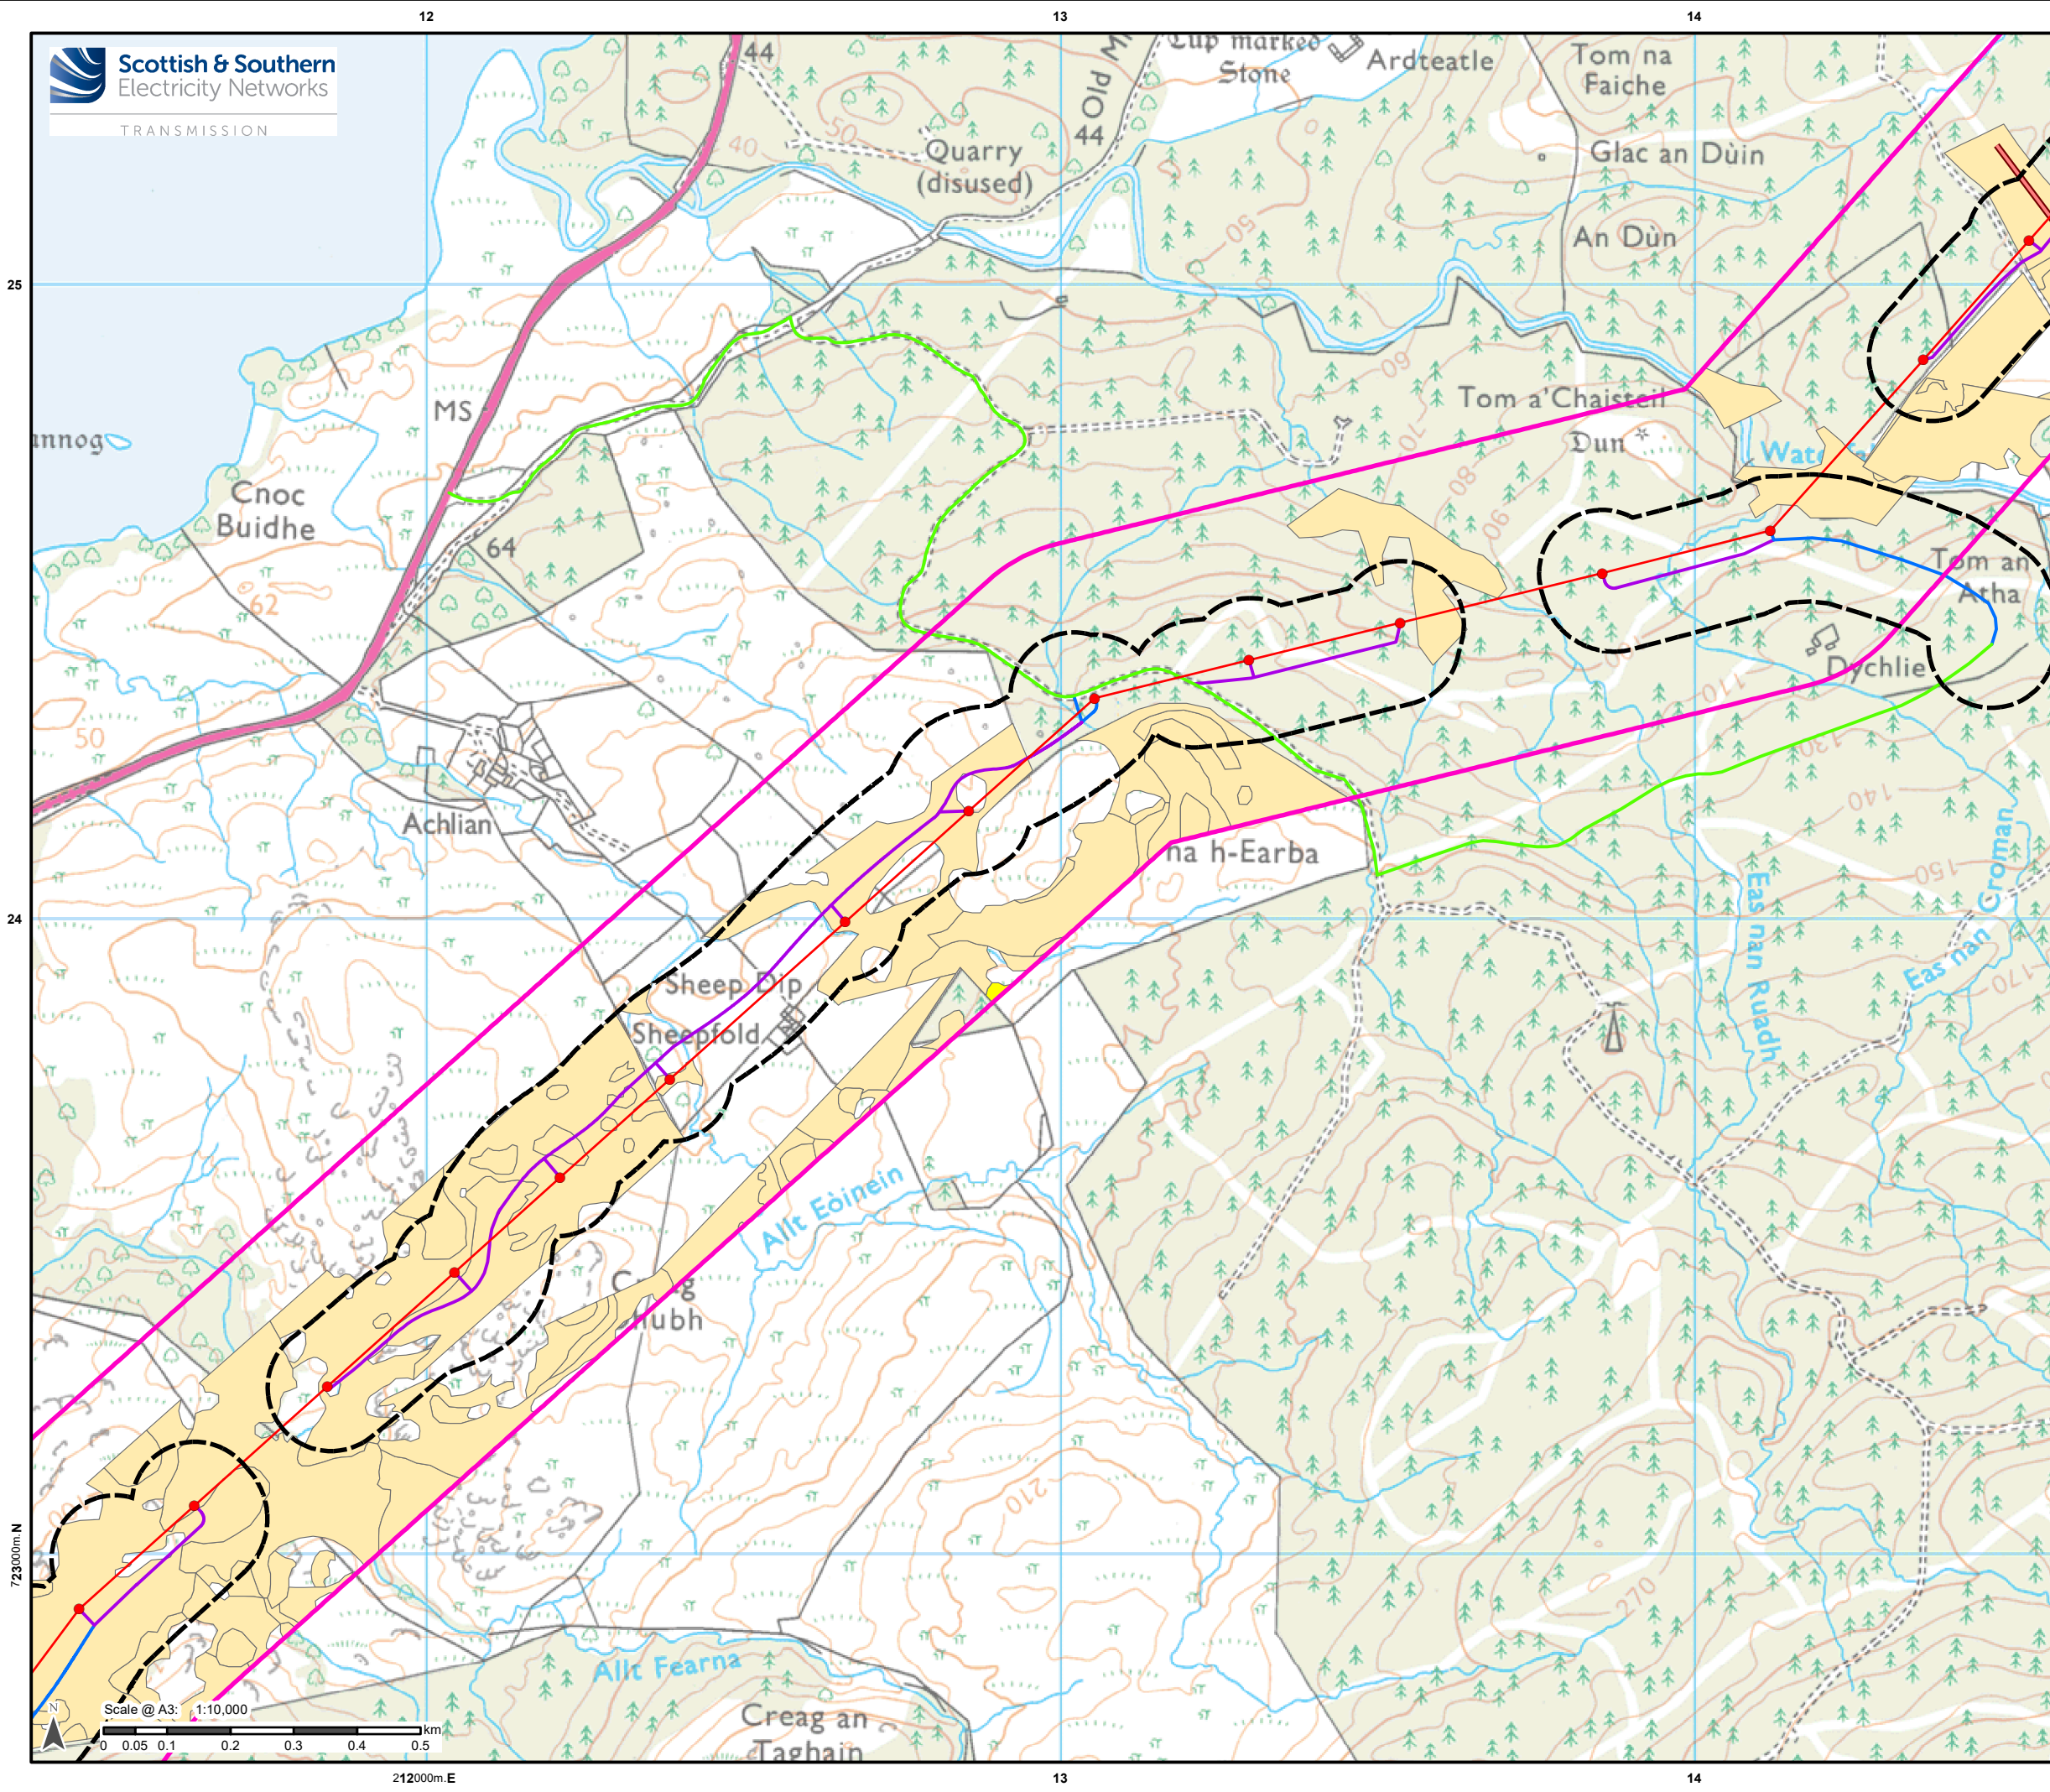 12
13
14
Scottish & Southern
Electricity Networks
TRANSMISSION
44
Old M
Cup marked
Stone
Ardteatle
Tom na
Faiche
40
50
44
Quarry
(disused)
Glac an Dùin
50
An Dùn
25
60
MS
Tom a'Chaisteil
Dun
70
annog
Cnoc
Buidhe
80
90
64
Tom an
Atha
62
Dychlie
110
50
130
140
Achlian
na h-Earba
150
24
Eas nan Ruadh
Eas nan Croman
170
Sheep Dip
Sheepfold
Allt Eòinein
210
270
723000m.N
Allt Fearna
Creag an
Taghain
N
Scale @ A3: 1:10,000
km
0 0.05 0.1 0.2 0.3 0.4 0.5
212000m.E
13
14